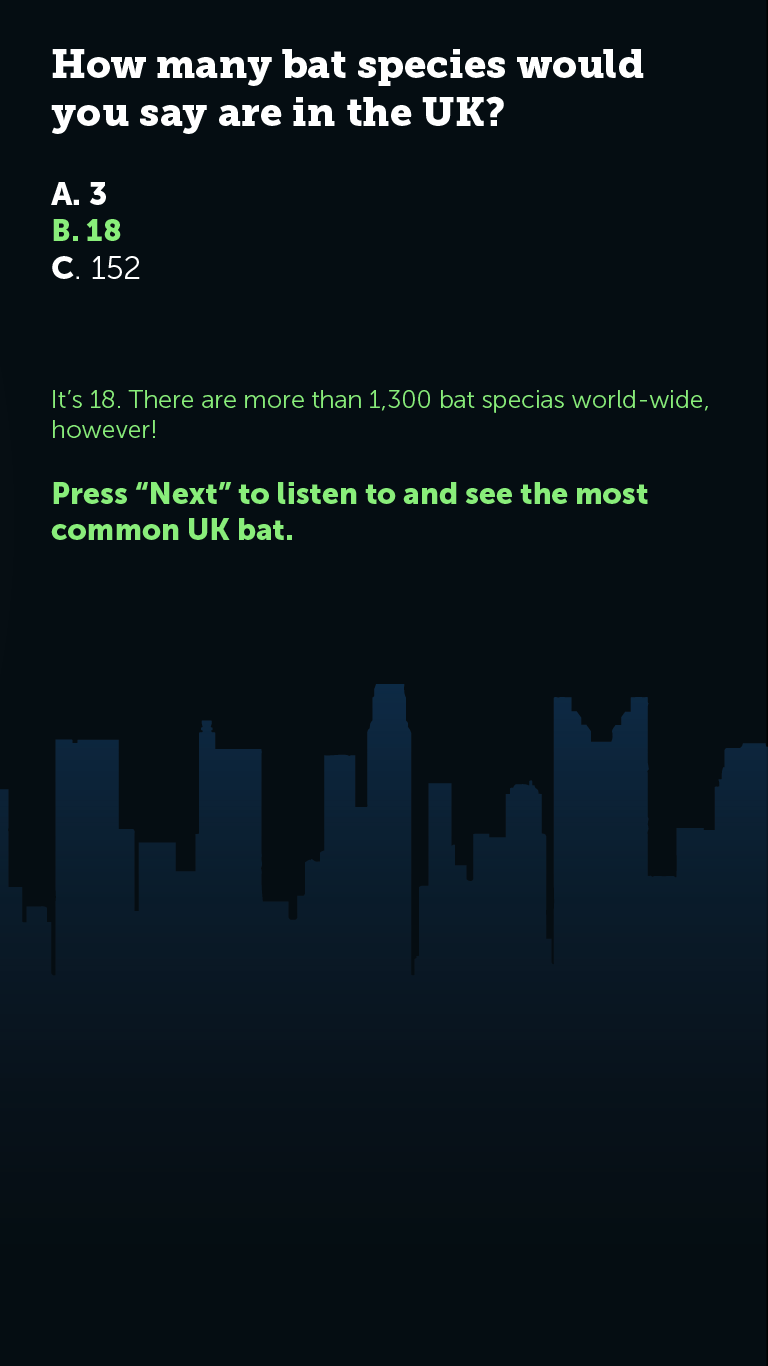 How many bat species would
you say are in the UK?
A. 3
B. 18
C. 152
It’s 18. There are more than 1,300 bat specias world-wide,
however!
Press “Next” to listen to and see the most
common UK bat.